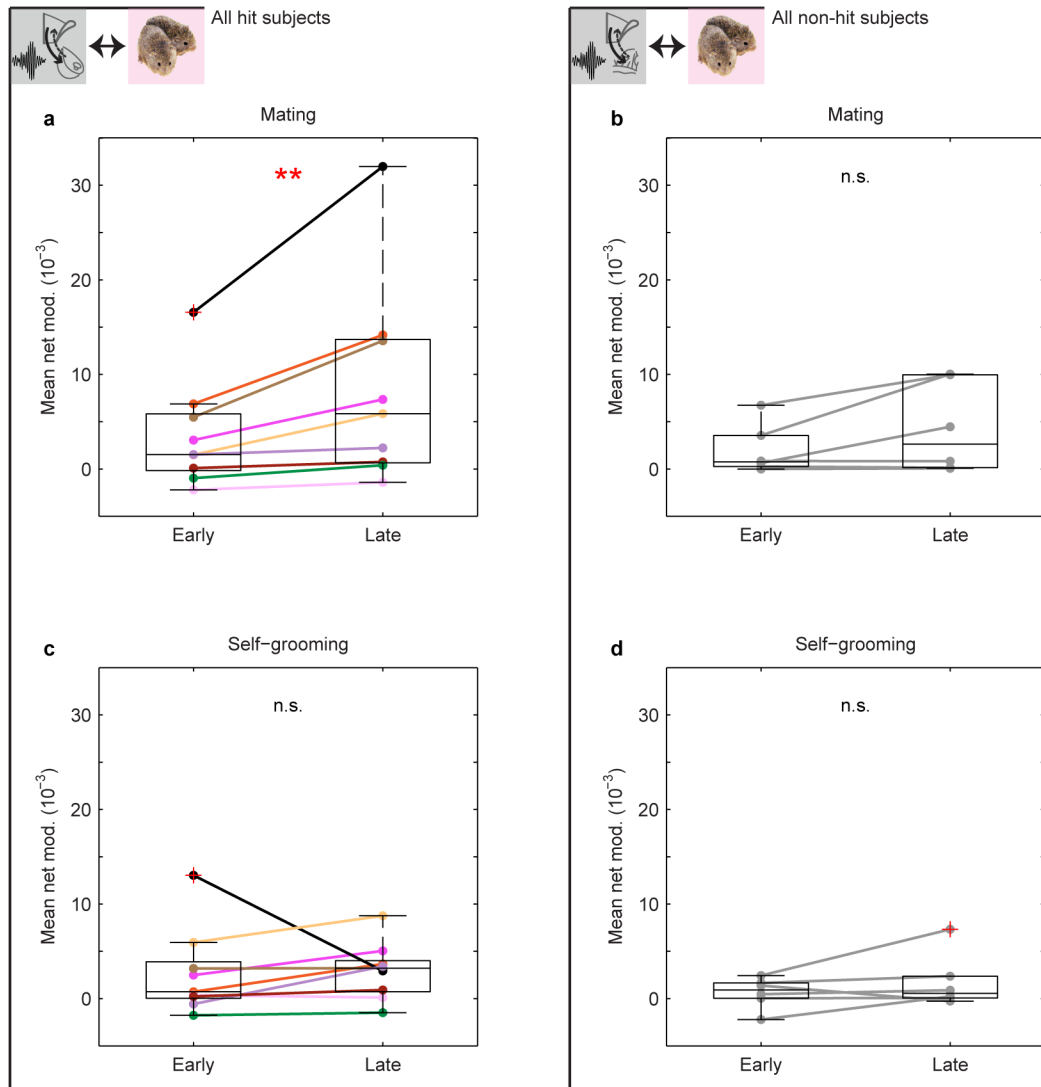 All hit subjects
All non-hit subjects
a
Mating
**
30
20
10
0
Mean net mod. (10⁻³)
Early
Late
b
Mating
n.s.
30
20
10
0
Mean net mod. (10⁻³)
Early
Late
c
Self−grooming
n.s.
30
20
10
0
Mean net mod. (10⁻³)
Early
Late
d
Self−grooming
n.s.
30
20
10
0
Mean net mod. (10⁻³)
Early
Late